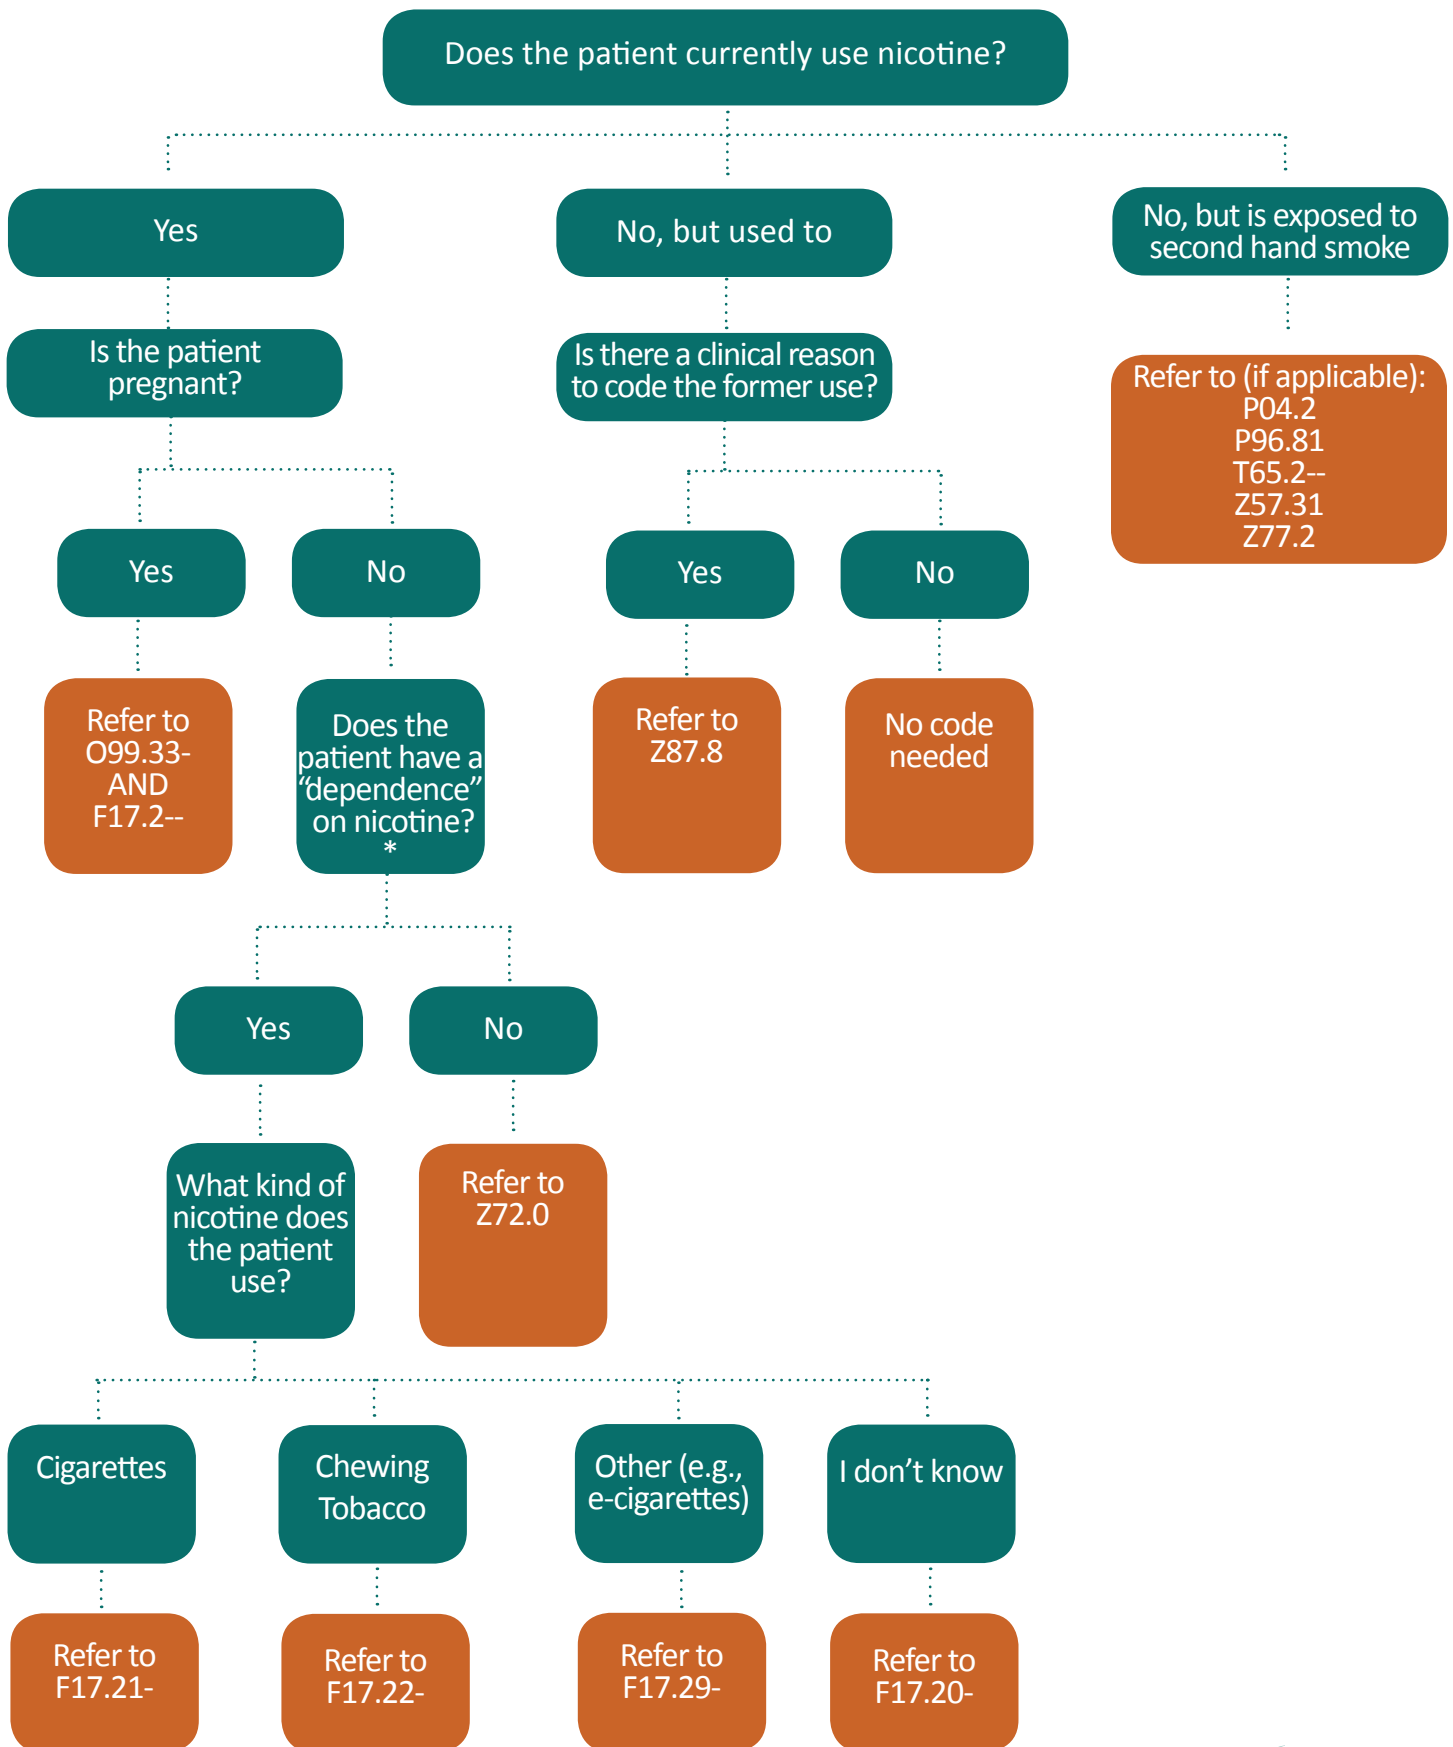 Does the patient currently use nicotine?
Yes
No, but used to
No, but is exposed to
second hand smoke
Is the patient
pregnant?
Is there a clinical reason
to code the former use?
Refer to (if applicable):
P04.2
P96.81
T65.2--
Z57.31
Z77.2
Yes
No
Yes
No
Refer to
O99.33-
AND
F17.2--
Does the
patient have a
“dependence”
on nicotine?
*
Refer to
Z87.8
No code
needed
Yes
No
What kind of
nicotine does
the patient
use?
Refer to
Z72.0
Cigarettes
Chewing
Tobacco
Other (e.g.,
e-cigarettes)
I don’t know
Refer to
F17.21-
Refer to
F17.22-
Refer to
F17.29-
Refer to
F17.20-